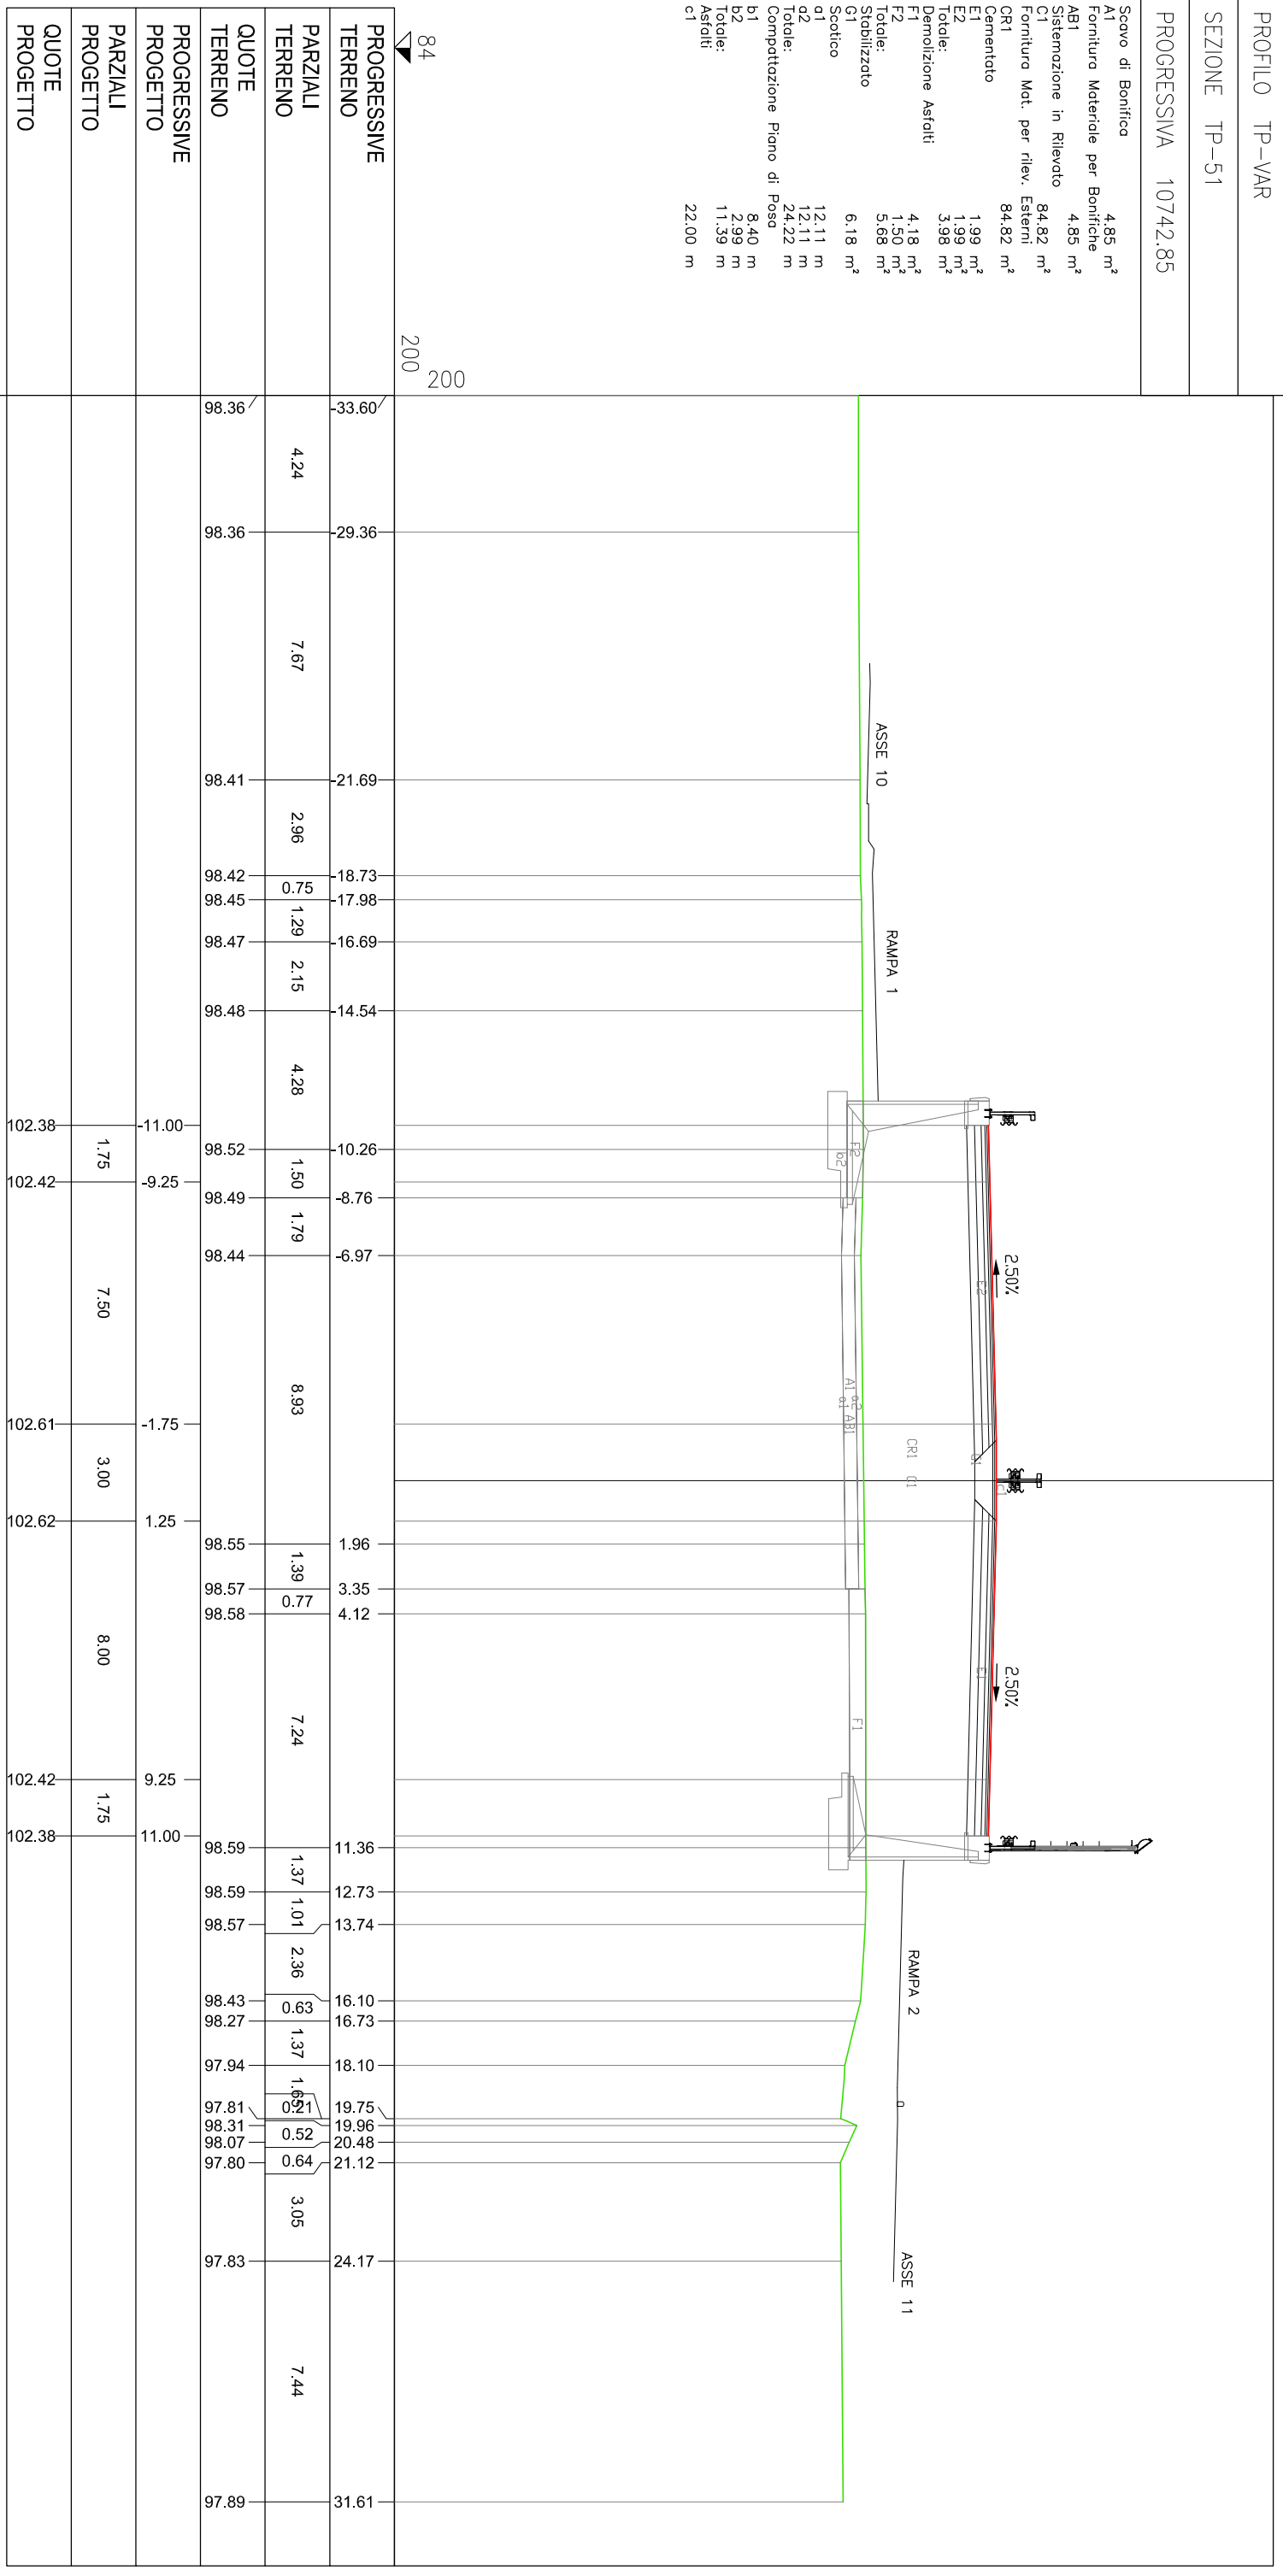 PROFILO TP-VAR
SEZIONE TP-51
PROGRESSIVA 10742.85
Scavo di Bonifica
A1 4.85 m²
Fornitura Materiale per Bonifiche
AB1 4.85 m²
Sistemazione in Rilevato
C1 84.82 m²
Fornitura Mat. per rilev. Esterni
CR1 84.82 m²
Cementato
E1 1.99 m²
E2 1.99 m²
Totale: 3.98 m²
Demolizione Asfalti
F1 4.18 m²
F2 1.50 m²
Totale: 5.68 m²
Stabilizzato
G1 6.18 m²
Scotico
a1 12.11 m
a2 12.11 m
Totale: 24.22 m
Compattazione Piano di Posa
b1 8.40 m
b2 2.99 m
Totale: 11.39 m
Asfalti
c1 22.00 m
200
200
84
2.50% 2.50%
E2 G1 c1 E1
ASSE 10 RAMPA 1 CR1 C1 RAMPA 2 ASSE 11
F2 b2 A1 a2 a1 AB1 F1
PROGRESSIVE TERRENO
-33.60 -29.36 -21.69 -18.73 -17.98 -16.69 -14.54 -10.26 -8.76 -6.97 1.96 3.35 4.12 11.36 12.73 13.74 16.10 16.73 18.10 19.75 19.96 20.48 21.12 24.17 31.61
PARZIALI TERRENO
4.24 7.67 2.96 0.75 1.29 2.15 4.28 1.50 1.79 8.93 1.39 0.77 7.24 1.37 1.01 2.36 0.63 1.37 1.65 0.21 0.52 0.64 3.05 7.44
QUOTE TERRENO
98.36 98.36 98.41 98.42 98.45 98.47 98.48 98.52 98.49 98.44 98.55 98.57 98.58 98.59 98.59 98.57 98.43 98.27 97.94 97.81 98.31 98.07 97.80 97.83 97.89
PROGRESSIVE PROGETTO
-11.00 -9.25 -1.75 1.25 9.25 11.00
PARZIALI PROGETTO
1.75 7.50 3.00 8.00 1.75
QUOTE PROGETTO
102.38 102.42 102.61 102.62 102.42 102.38